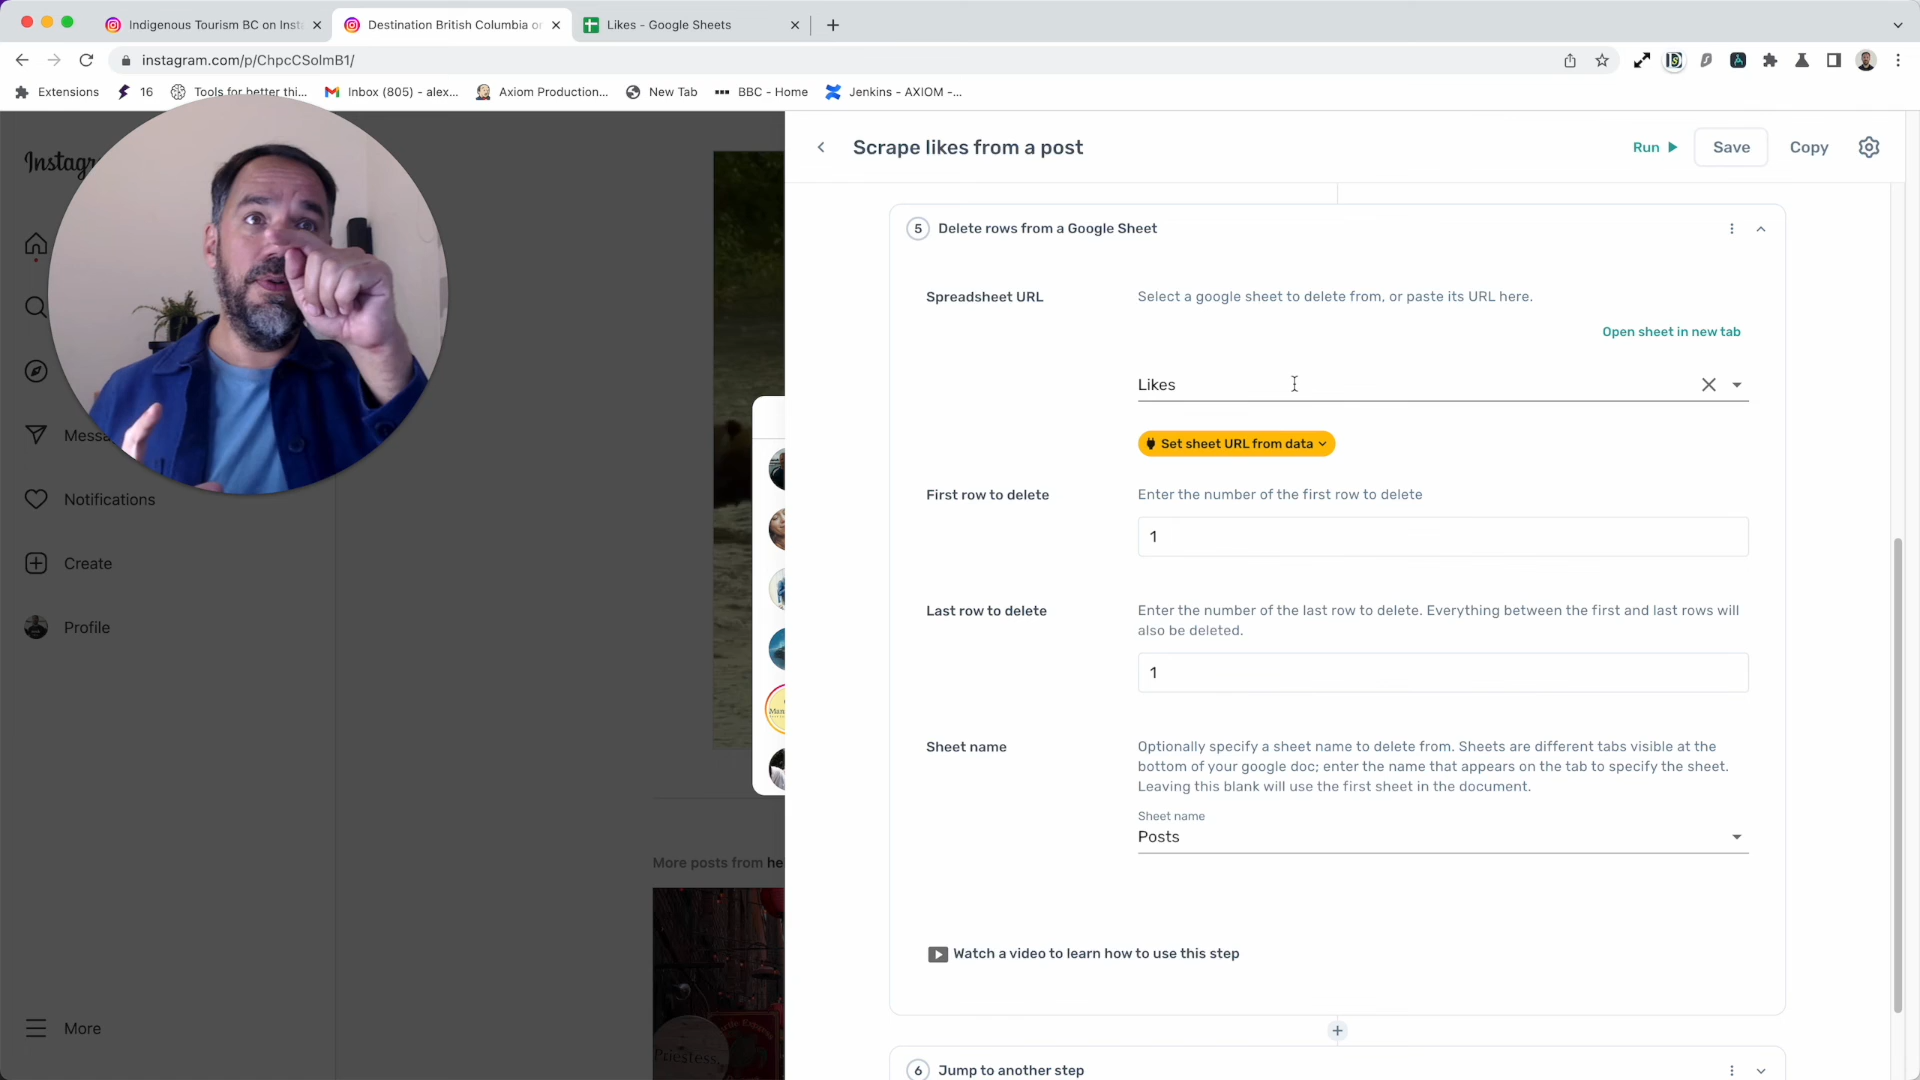 Indigenous Tourism BC on Inst
Destination British Columbia or
Likes - Google Sheets
instagram.com/p/ChpcCSolmB1/
Extensions
16
Tools for better thi...
Inbox (805) - alex...
Axiom Production...
New Tab
BBC - Home
Jenkins - AXIOM -...
Instag
Messa
Notifications
Create
Profile
More
More posts from he
Priestess
Scrape likes from a post
Run
Save
Copy
5 Delete rows from a Google Sheet
Spreadsheet URL
Select a google sheet to delete from, or paste its URL here.
Open sheet in new tab
Likes
Set sheet URL from data
First row to delete
Enter the number of the first row to delete
1
Last row to delete
Enter the number of the last row to delete. Everything between the first and last rows will
also be deleted.
1
Sheet name
Optionally specify a sheet name to delete from. Sheets are different tabs visible at the
bottom of your google doc; enter the name that appears on the tab to specify the sheet.
Leaving this blank will use the first sheet in the document.
Sheet name
Posts
Watch a video to learn how to use this step
6 Jump to another step